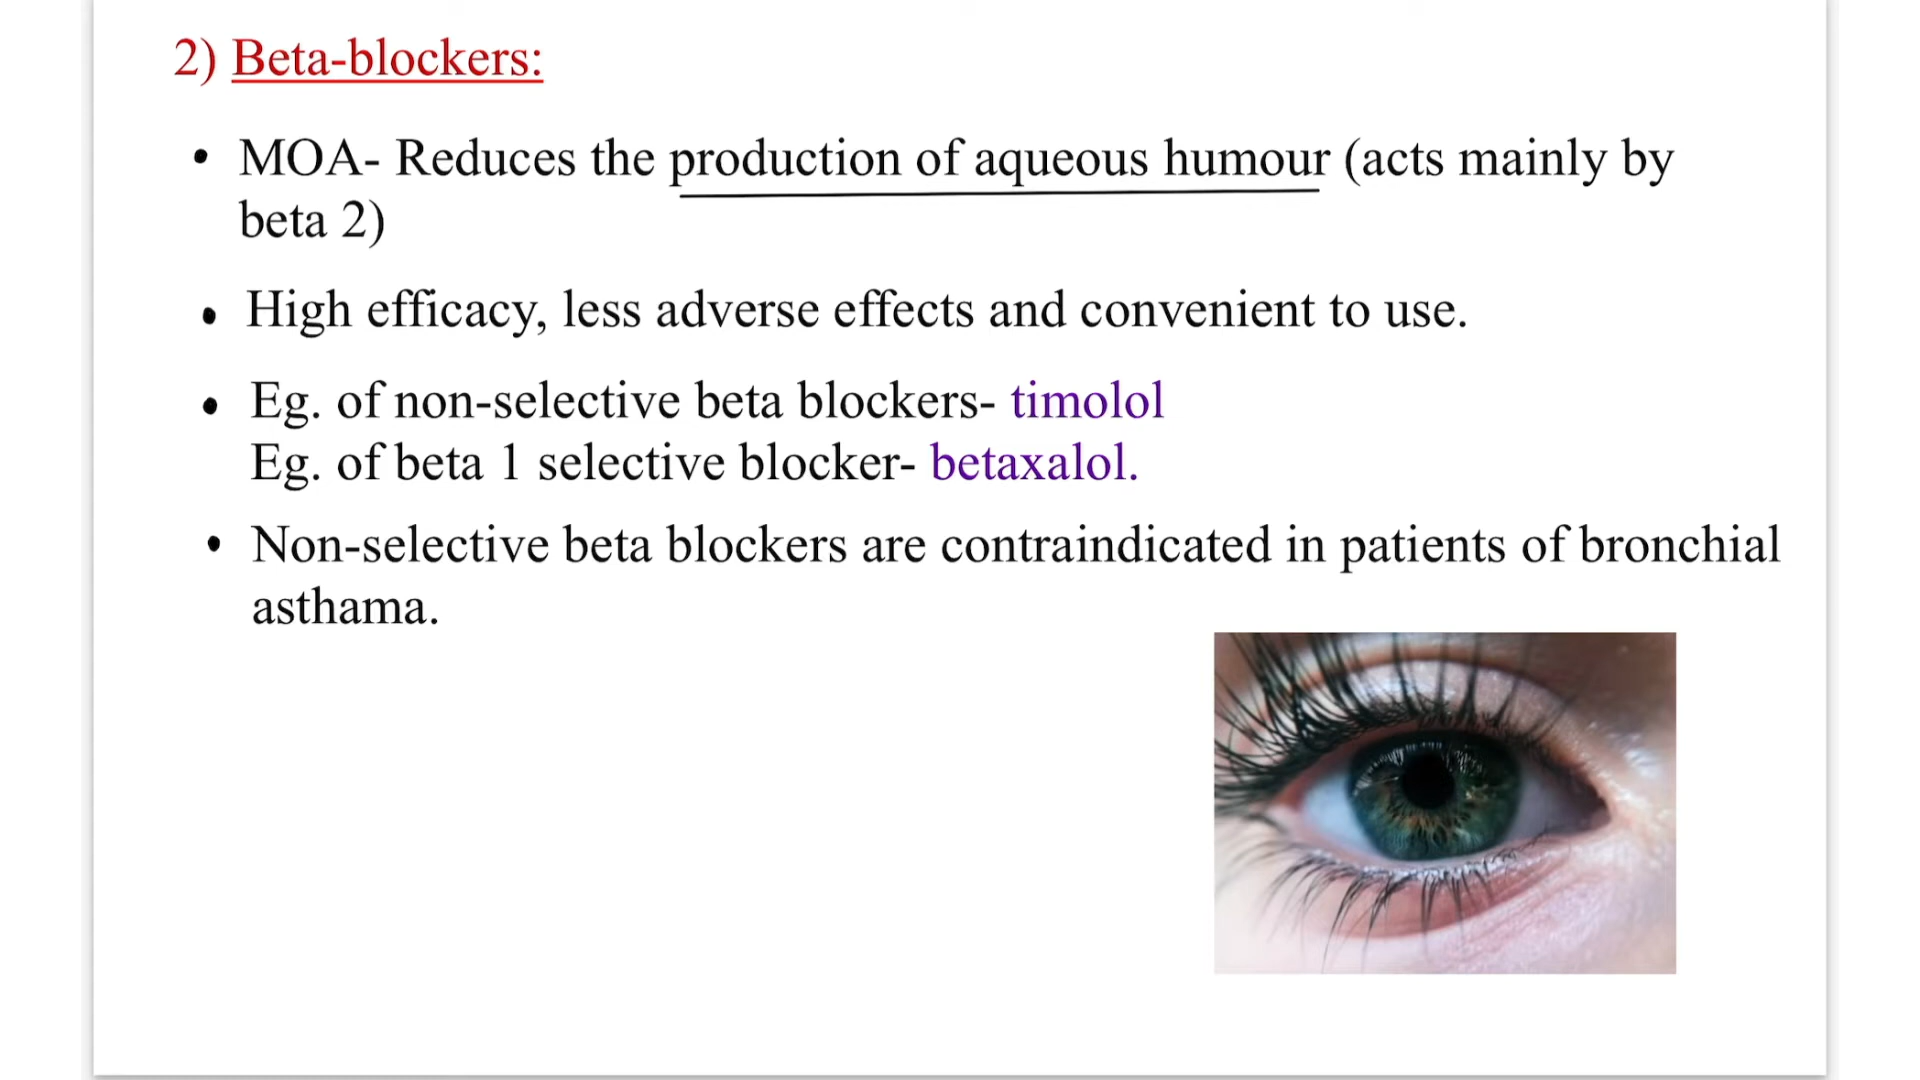 2) Beta-blockers:
• MOA- Reduces the production of aqueous humour (acts mainly by
beta 2)
• High efficacy, less adverse effects and convenient to use.
• Eg. of non-selective beta blockers- timolol
Eg. of beta 1 selective blocker- betaxalol.
• Non-selective beta blockers are contraindicated in patients of bronchial
asthama.